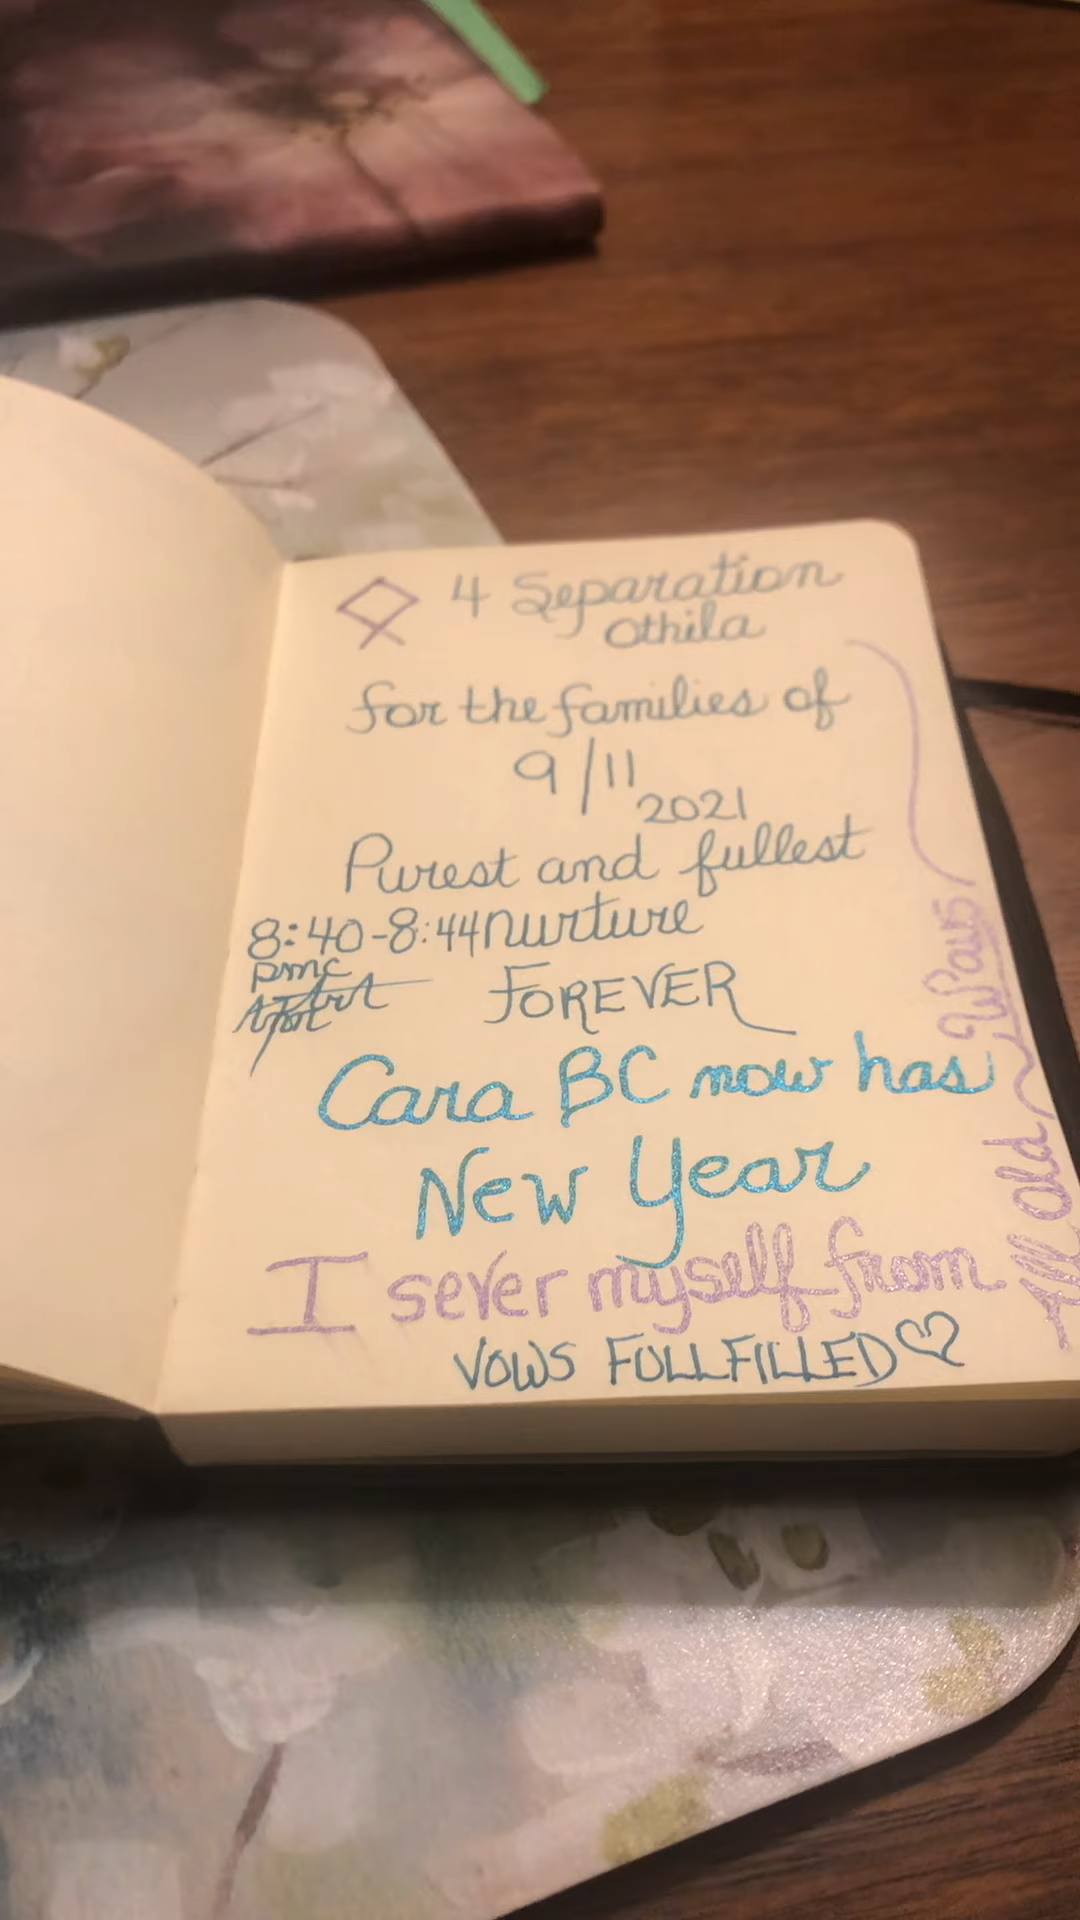 4 Separation
Othila
for the families of
9/11
2021
Purest and fullest
8:40-8:44 nurture
pmc
FOREVER
Cara BC now has
New Year
I sever myself from
All old Ways
VOWS FULLFILLED